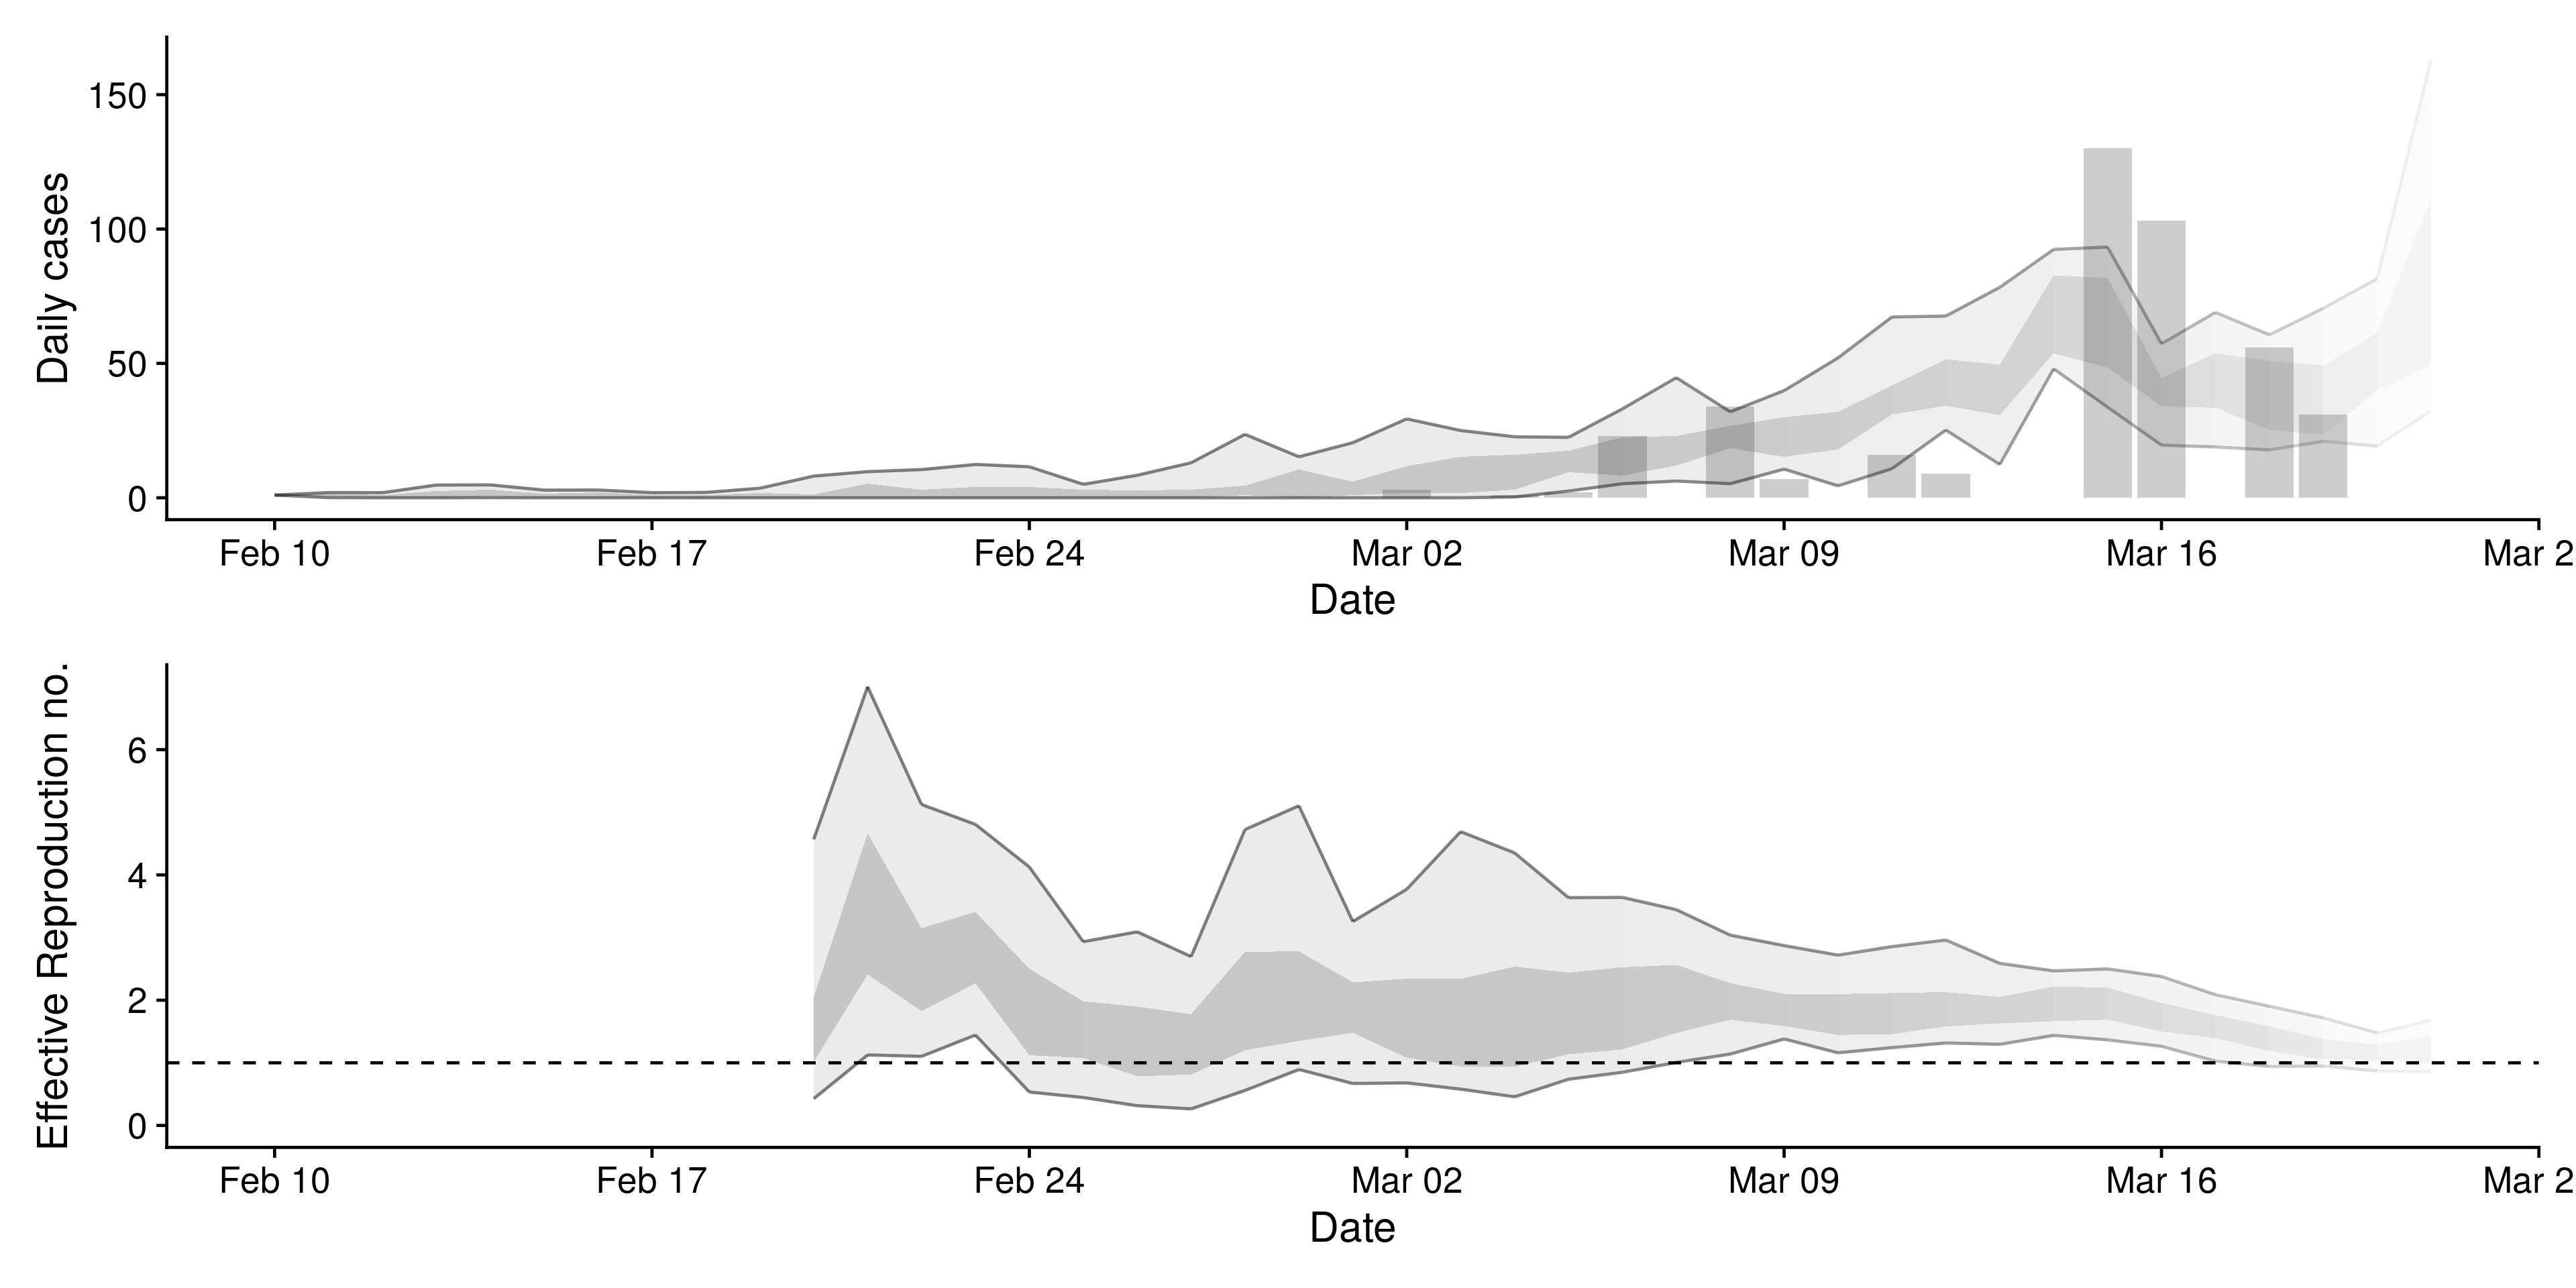 Daily cases
150
100
50
0
Feb 10
Feb 17
Feb 24
Mar 02
Mar 09
Mar 16
Mar 2
Date
Effective Reproduction no.
6
4
2
0
Feb 10
Feb 17
Feb 24
Mar 02
Mar 09
Mar 16
Mar 2
Date